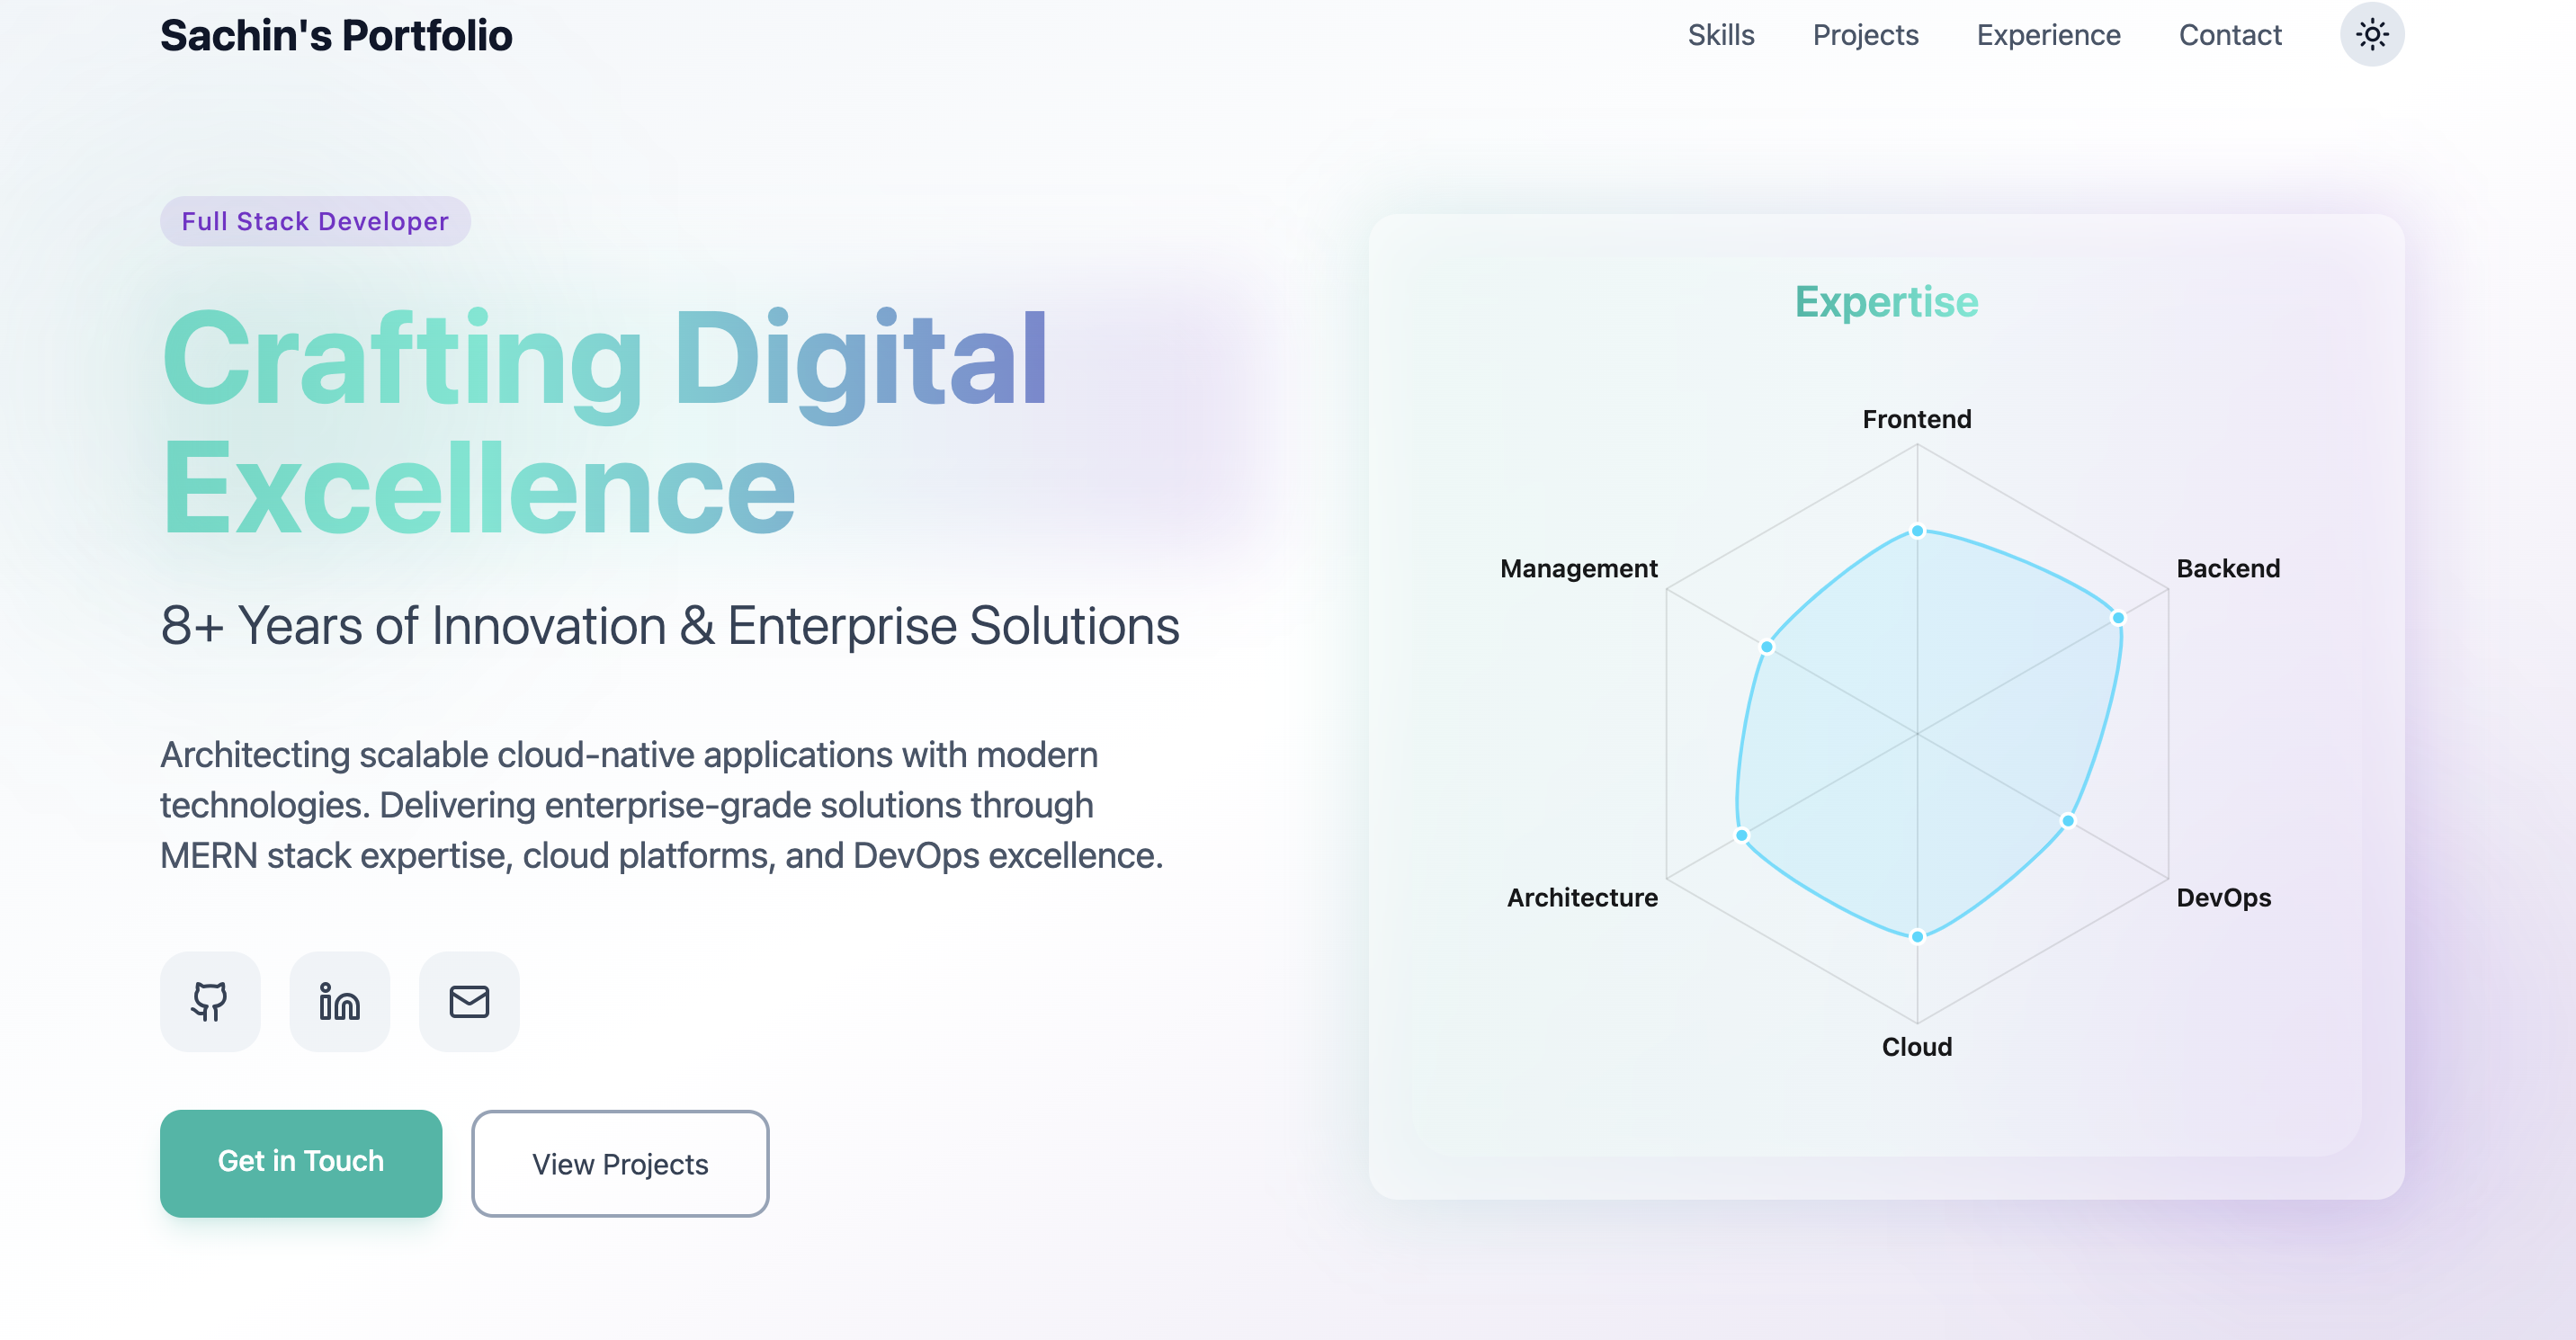 Sachin's Portfolio
Skills
Projects
Experience
Contact
Full Stack Developer
Crafting Digital
Excellence
8+ Years of Innovation & Enterprise Solutions
Architecting scalable cloud-native applications with modern
technologies. Delivering enterprise-grade solutions through
MERN stack expertise, cloud platforms, and DevOps excellence.
Get in Touch
View Projects
Expertise
Frontend
Backend
DevOps
Cloud
Architecture
Management